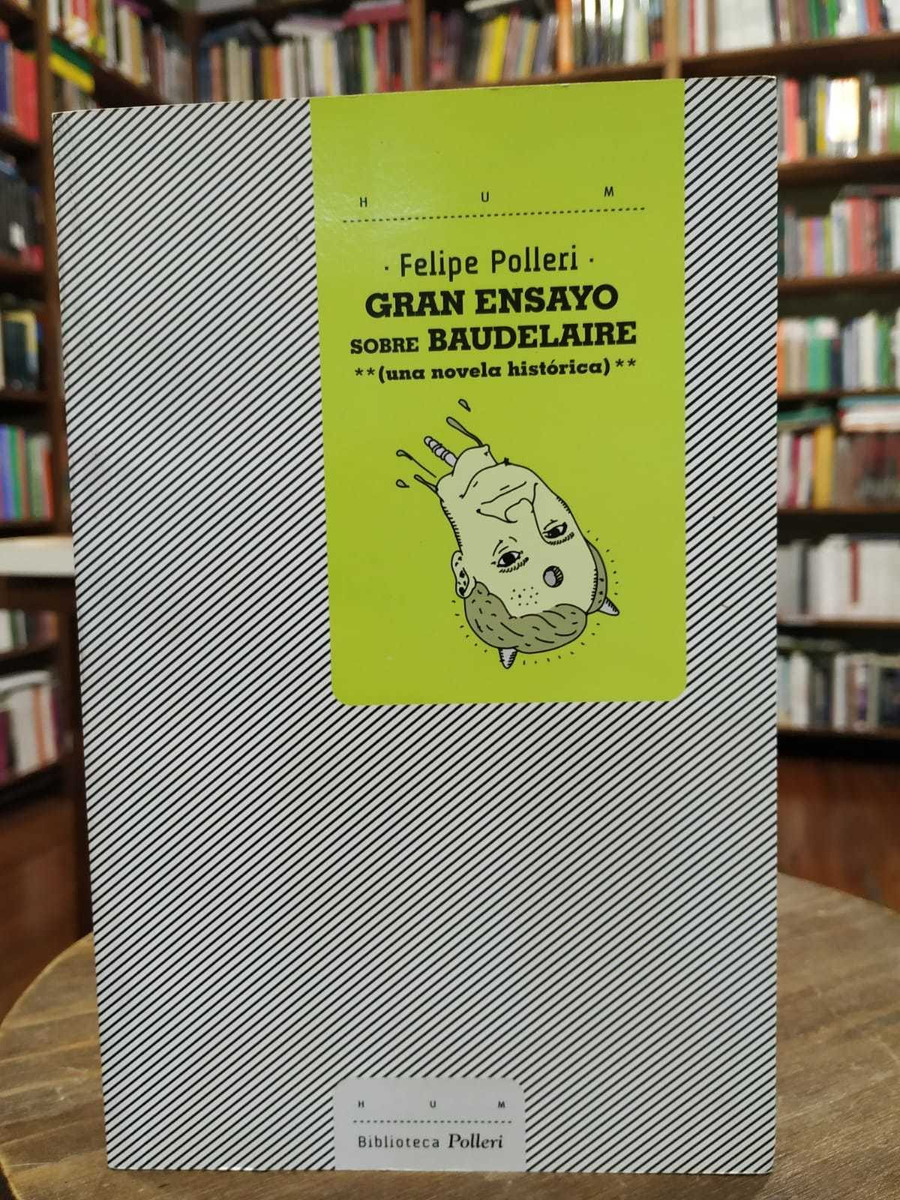 H U M
· Felipe Polleri ·
GRAN ENSAYO
SOBRE BAUDELAIRE
**(una novela histórica)**
H U M
Biblioteca Polleri